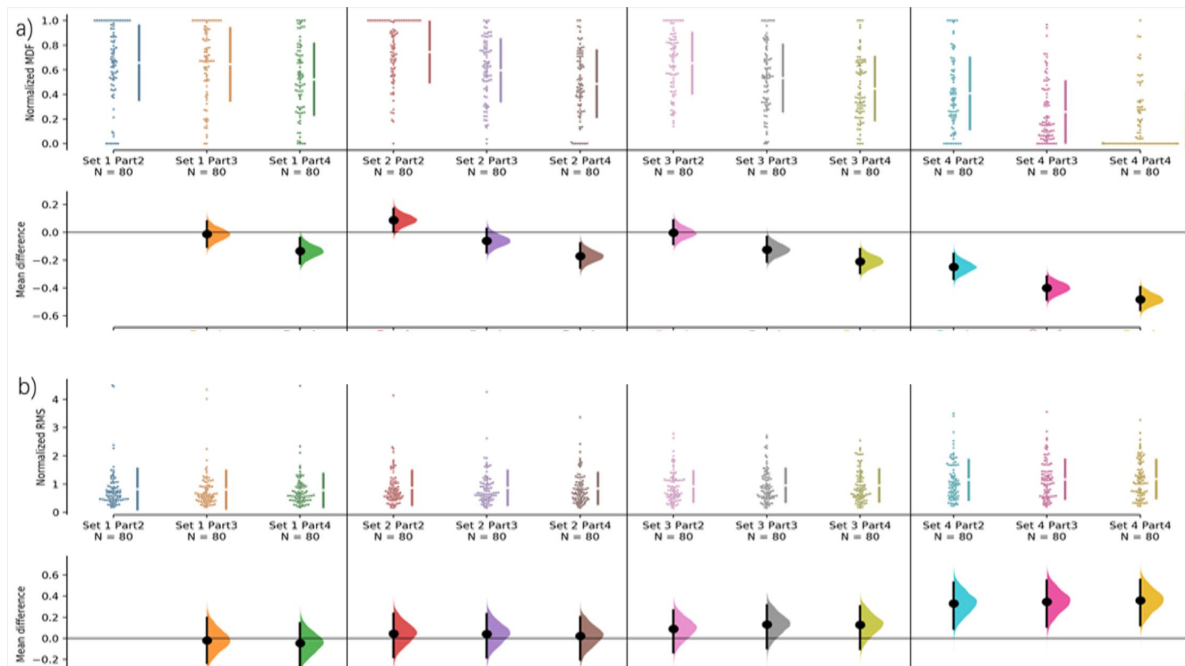 a)
Normalized MDF
1.0
0.8
0.6
0.4
0.2
0.0
Set 1 Part2 Set 1 Part3 Set 1 Part4 Set 2 Part2 Set 2 Part3 Set 2 Part4 Set 3 Part2 Set 3 Part3 Set 3 Part4 Set 4 Part2 Set 4 Part3 Set 4 Part4
N = 80 N = 80 N = 80 N = 80 N = 80 N = 80 N = 80 N = 80 N = 80 N = 80 N = 80 N = 80
Mean difference
0.2
0.0
−0.2
−0.4
−0.6
b)
Normalized RMS
4
3
2
1
0
Set 1 Part2 Set 1 Part3 Set 1 Part4 Set 2 Part2 Set 2 Part3 Set 2 Part4 Set 3 Part2 Set 3 Part3 Set 3 Part4 Set 4 Part2 Set 4 Part3 Set 4 Part4
N = 80 N = 80 N = 80 N = 80 N = 80 N = 80 N = 80 N = 80 N = 80 N = 80 N = 80 N = 80
Mean difference
0.6
0.4
0.2
0.0
−0.2